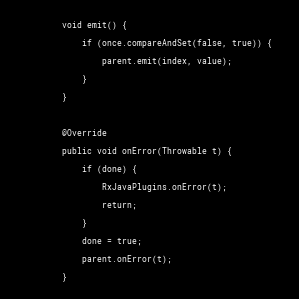 void emit() {
    if (once.compareAndSet(false, true)) {
        parent.emit(index, value);
    }
}

@Override
public void onError(Throwable t) {
    if (done) {
        RxJavaPlugins.onError(t);
        return;
    }
    done = true;
    parent.onError(t);
}